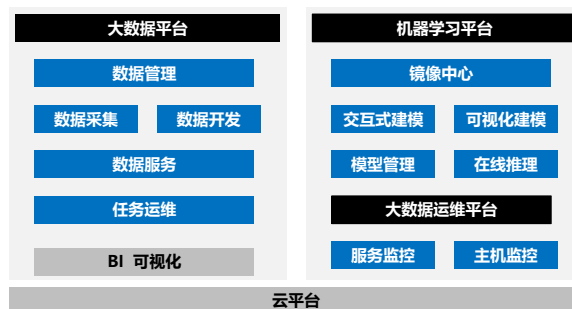 大数据平台
数据管理
数据采集
数据开发
数据服务
任务运维
BI 可视化
机器学习平台
镜像中心
交互式建模
可视化建模
模型管理
在线推理
大数据运维平台
服务监控
主机监控
云平台